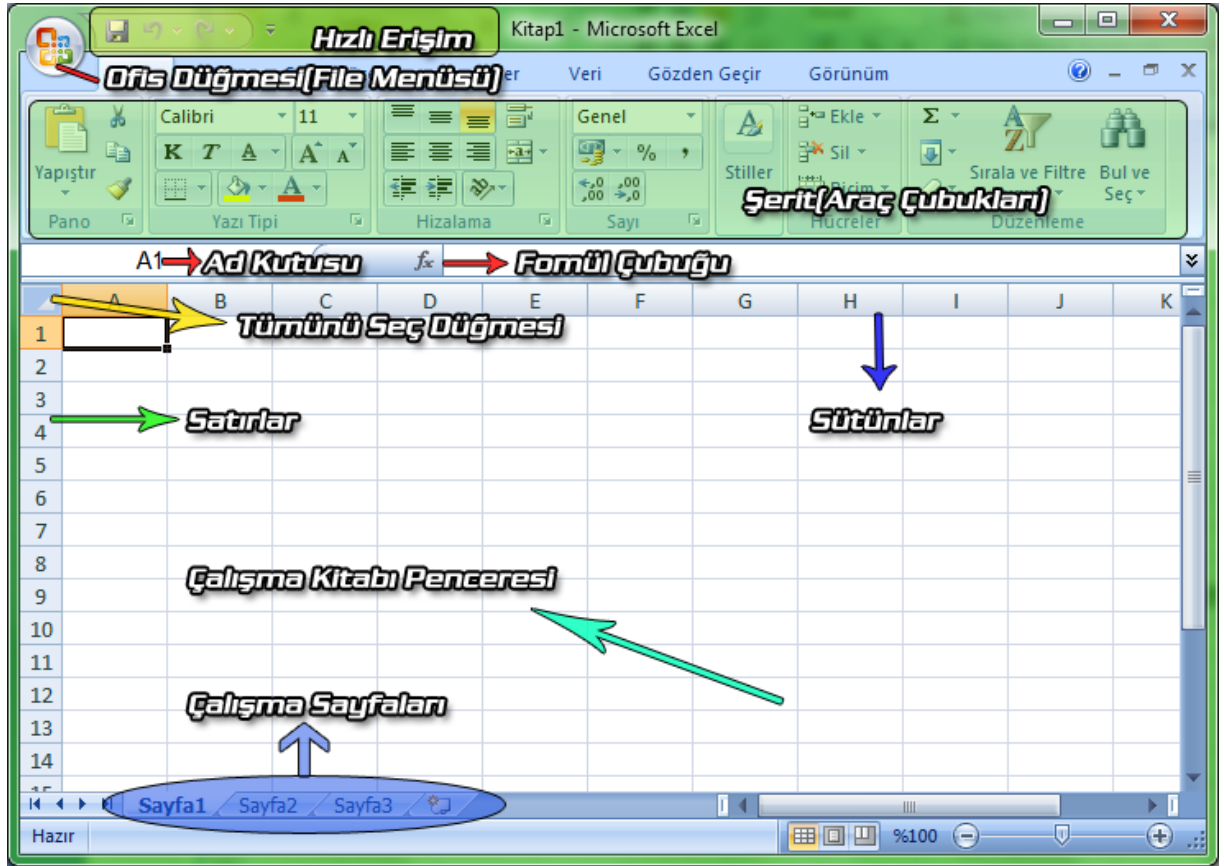 Kitap1 - Microsoft Excel
Hızlı Erişim
Ofis Düğmesi(File Menüsü)
Veri Gözden Geçir Görünüm
Calibri 11 Genel Ekle Σ
K T A A A % Sil
Yapıştır Stiller Biçim Sırala ve Filtre Bul ve
Seç
Şerit(Araç Çubukları)
Pano Yazı Tipi Hizalama Sayı Hücreler Düzenleme
A1 Ad Kutusu fx Fomül Çubuğu
A B C D E F G H I J K
Tümünü Seç Düğmesi
1
2
3
Satırlar Sütünlar
4
5
6
7
8
Çalışma Kitabı Penceresi
9
10
11
12
Çalışma Sayfaları
13
14
15
Sayfa1 Sayfa2 Sayfa3
Hazır %100